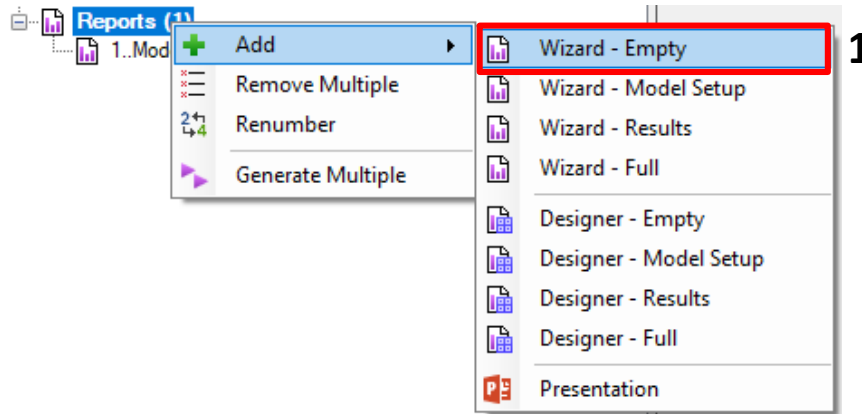 Reports (1)
1..Mod
Add
Remove Multiple
Renumber
Generate Multiple
Wizard - Empty
1
Wizard - Model Setup
Wizard - Results
Wizard - Full
Designer - Empty
Designer - Model Setup
Designer - Results
Designer - Full
Presentation